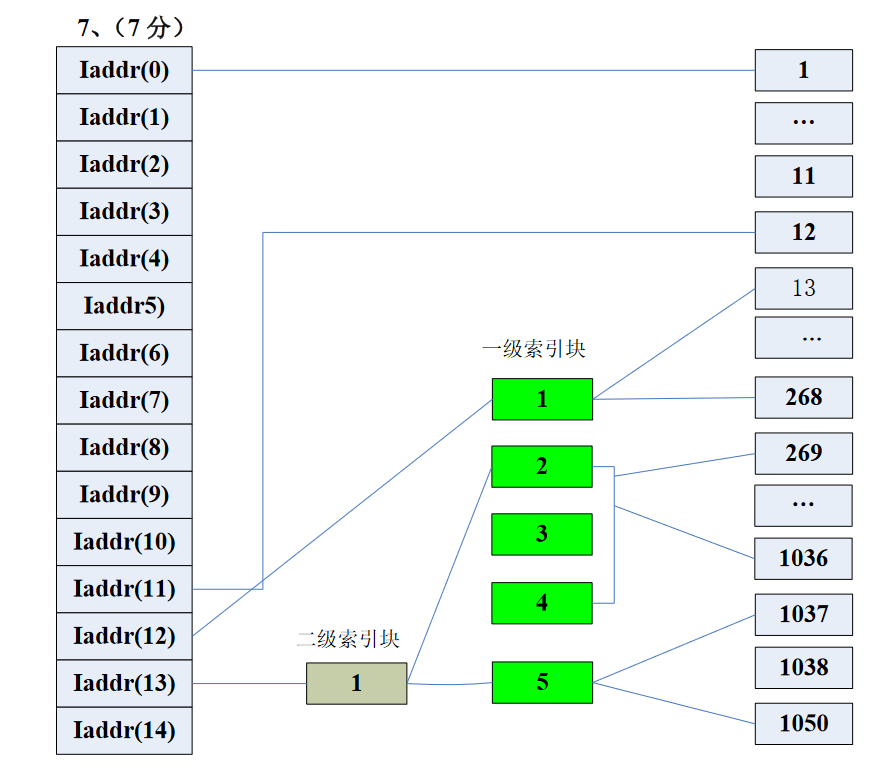 7、（7分）
Iaddr(0)
Iaddr(1)
Iaddr(2)
Iaddr(3)
Iaddr(4)
Iaddr5)
Iaddr(6)
Iaddr(7)
Iaddr(8)
Iaddr(9)
Iaddr(10)
Iaddr(11)
Iaddr(12)
Iaddr(13)
Iaddr(14)
二级索引块
1
一级索引块
1
2
3
4
5
1
...
11
12
13
...
268
269
...
1036
1037
1038
1050